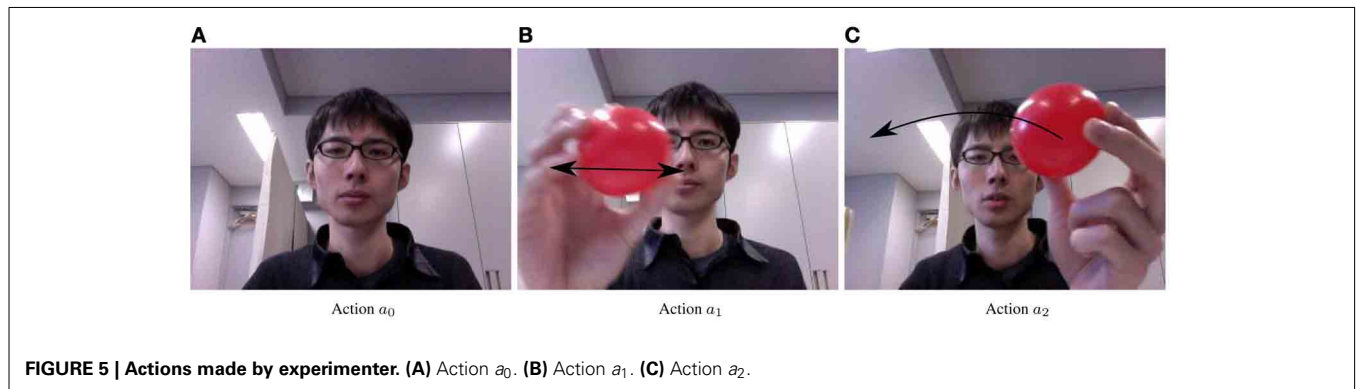 A B C
Action a₀ Action a₁ Action a₂
FIGURE 5 | Actions made by experimenter. (A) Action a₀. (B) Action a₁. (C) Action a₂.